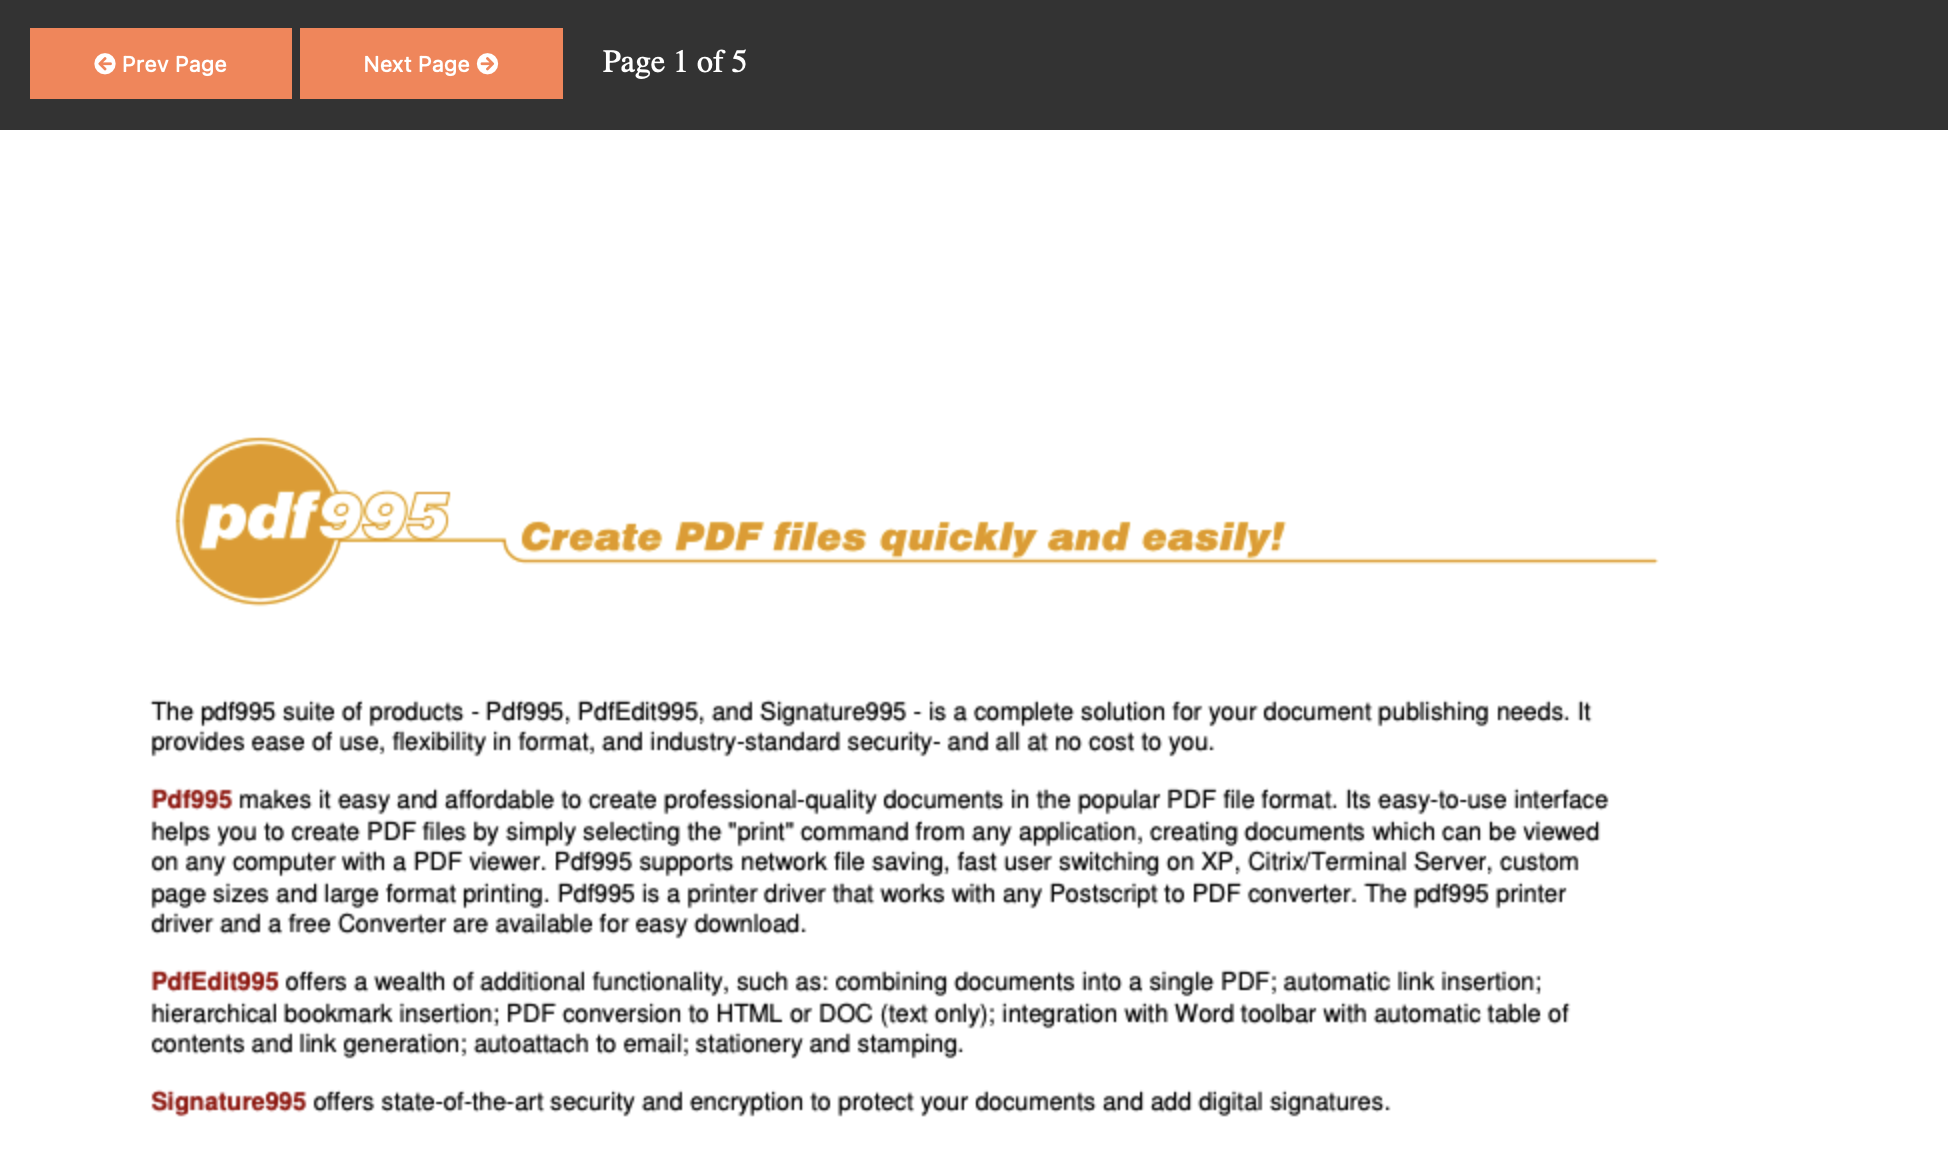 Prev Page
Next Page
Page 1 of 5
pdf995
Create PDF files quickly and easily!
The pdf995 suite of products - Pdf995, PdfEdit995, and Signature995 - is a complete solution for your document publishing needs. It
provides ease of use, flexibility in format, and industry-standard security- and all at no cost to you.
Pdf995 makes it easy and affordable to create professional-quality documents in the popular PDF file format. Its easy-to-use interface
helps you to create PDF files by simply selecting the "print" command from any application, creating documents which can be viewed
on any computer with a PDF viewer. Pdf995 supports network file saving, fast user switching on XP, Citrix/Terminal Server, custom
page sizes and large format printing. Pdf995 is a printer driver that works with any Postscript to PDF converter. The pdf995 printer
driver and a free Converter are available for easy download.
PdfEdit995 offers a wealth of additional functionality, such as: combining documents into a single PDF; automatic link insertion;
hierarchical bookmark insertion; PDF conversion to HTML or DOC (text only); integration with Word toolbar with automatic table of
contents and link generation; autoattach to email; stationery and stamping.
Signature995 offers state-of-the-art security and encryption to protect your documents and add digital signatures.